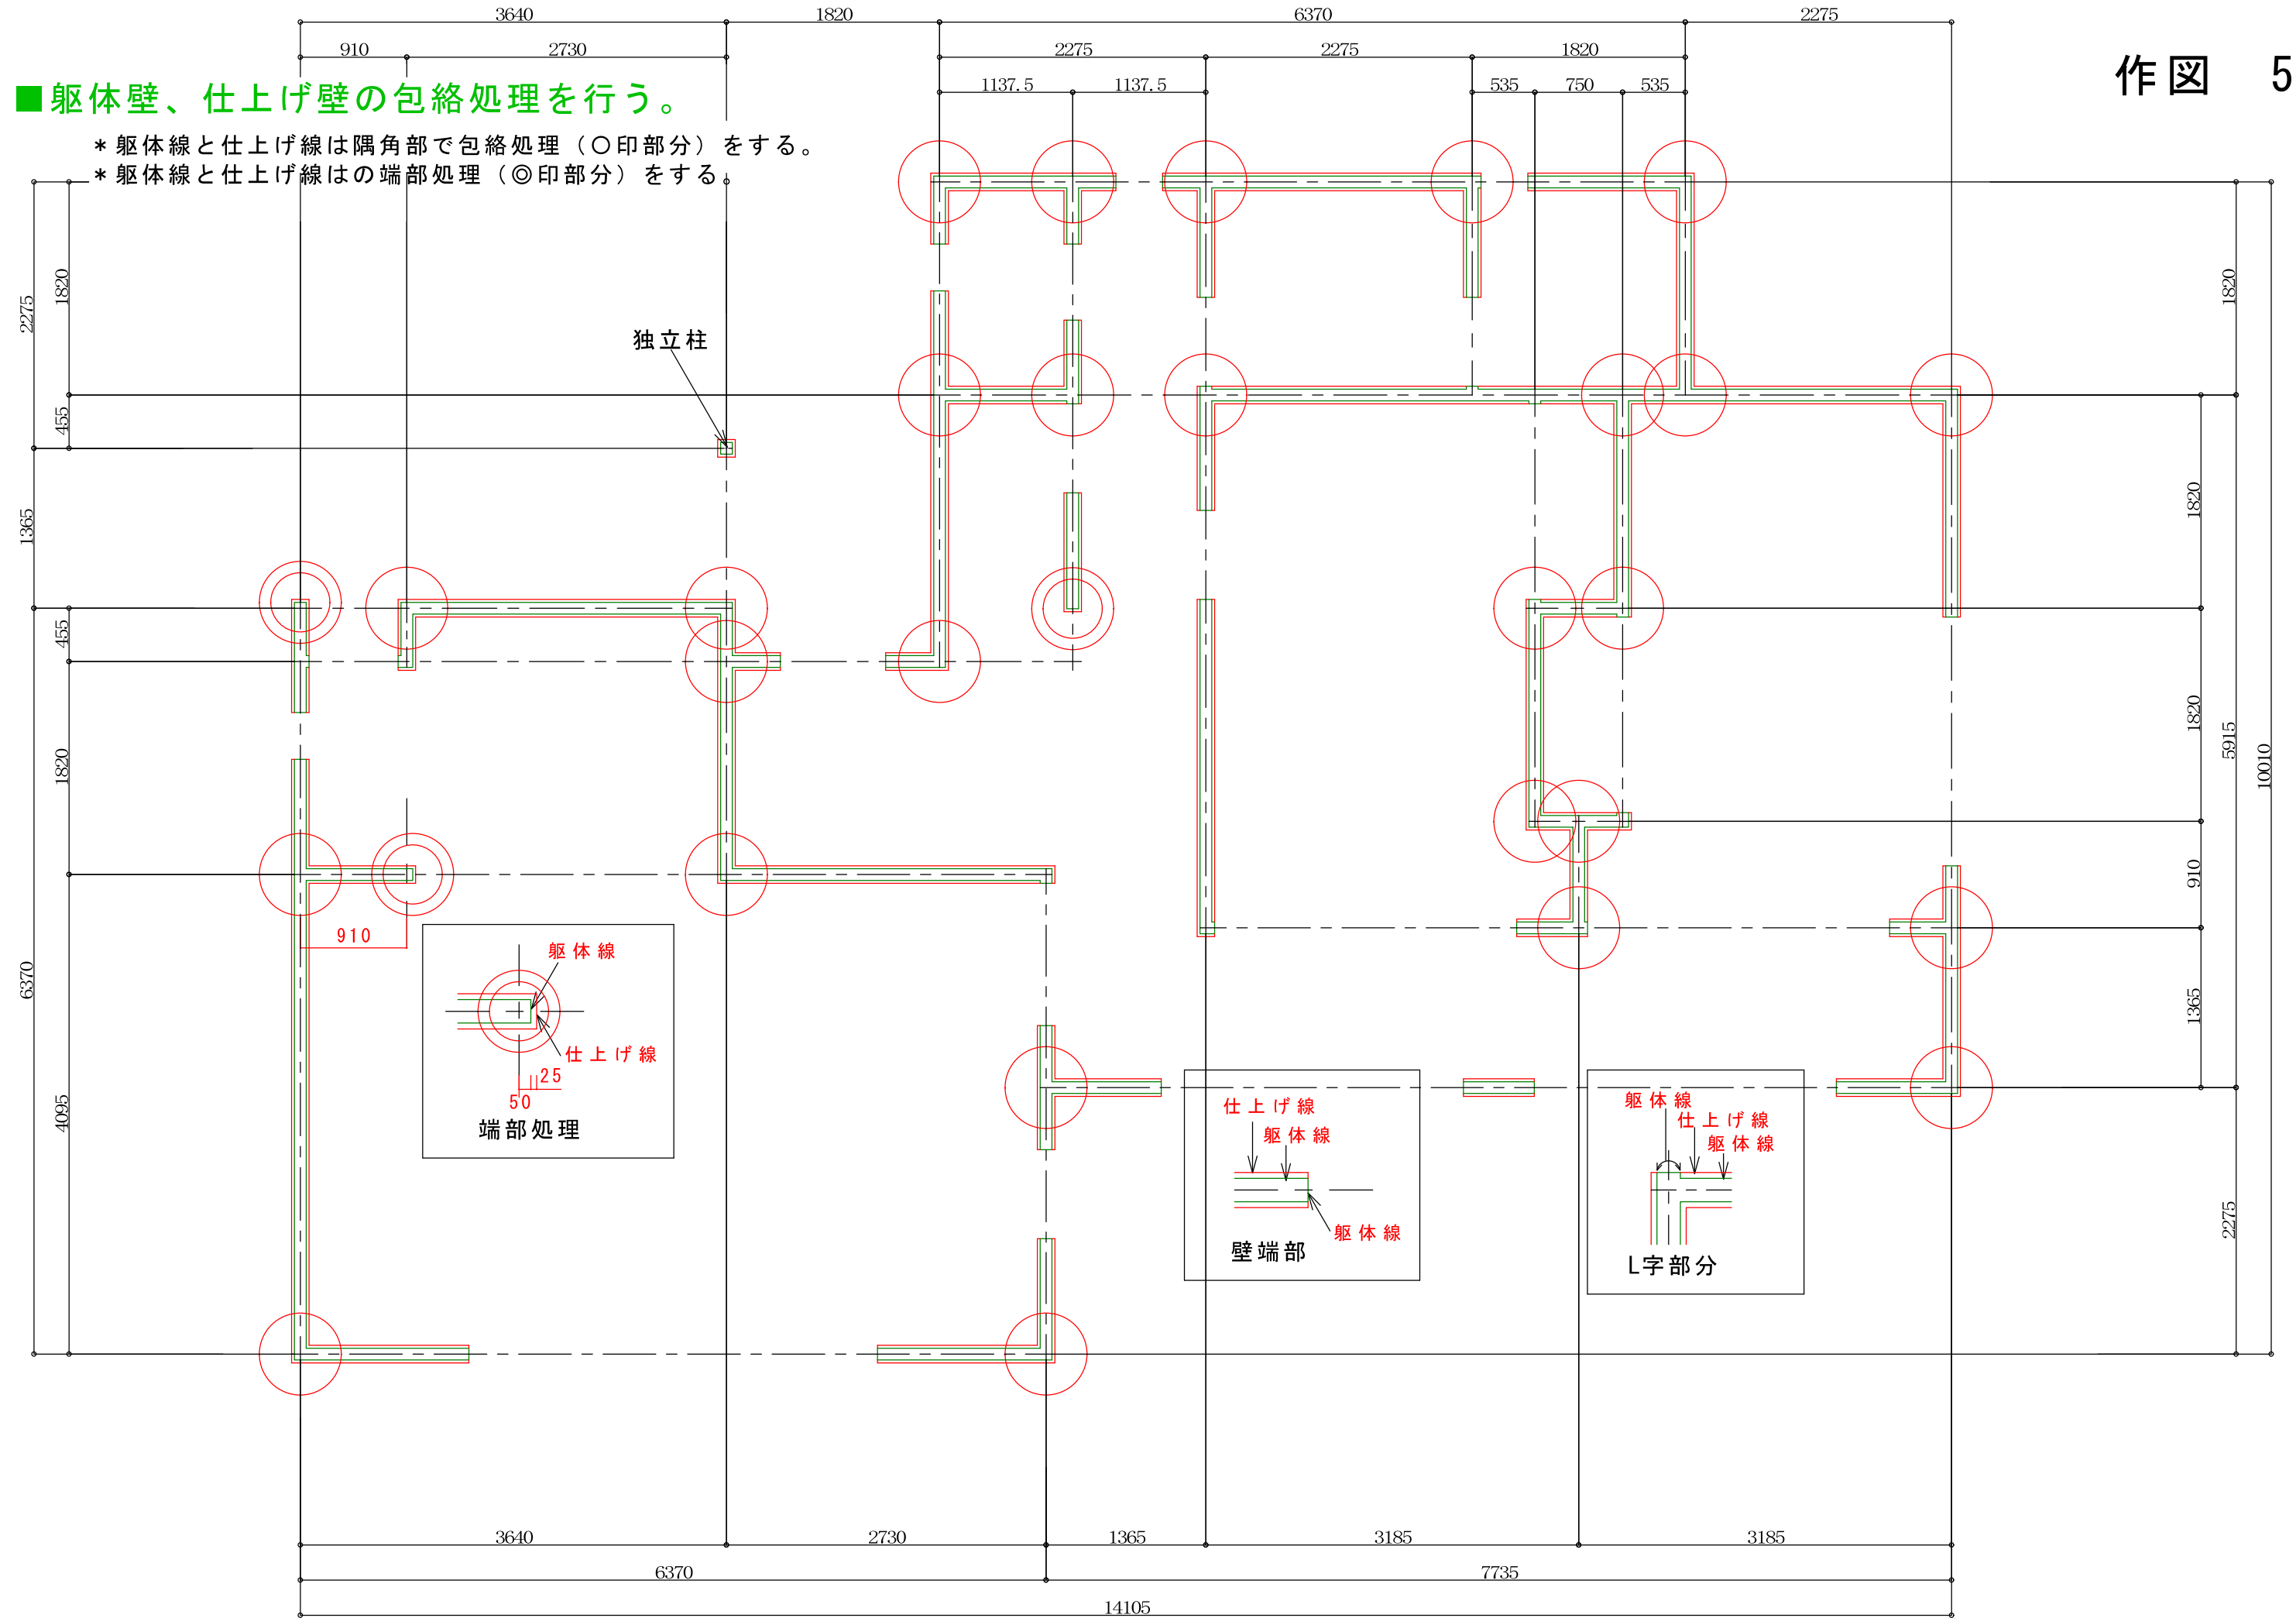 3640 1820 6370 2275
910 2730 2275 2275 1820
1137.5 1137.5 535 750 535
作図 5
■躯体壁、仕上げ壁の包絡処理を行う。
*躯体線と仕上げ線は隅角部で包絡処理(○印部分)をする。
*躯体線と仕上げ線はの端部処理(◎印部分)をする
2275
1820
455
1365
455
1820
6370
4095
独立柱
1820
1820
1820
5915
10010
910
1365
2275
910
躯体線
仕上げ線
25
50
端部処理
仕上げ線
躯体線
躯体線
壁端部
躯体線
仕上げ線
躯体線
L字部分
3640 2730 1365 3185 3185
6370 7735
14105